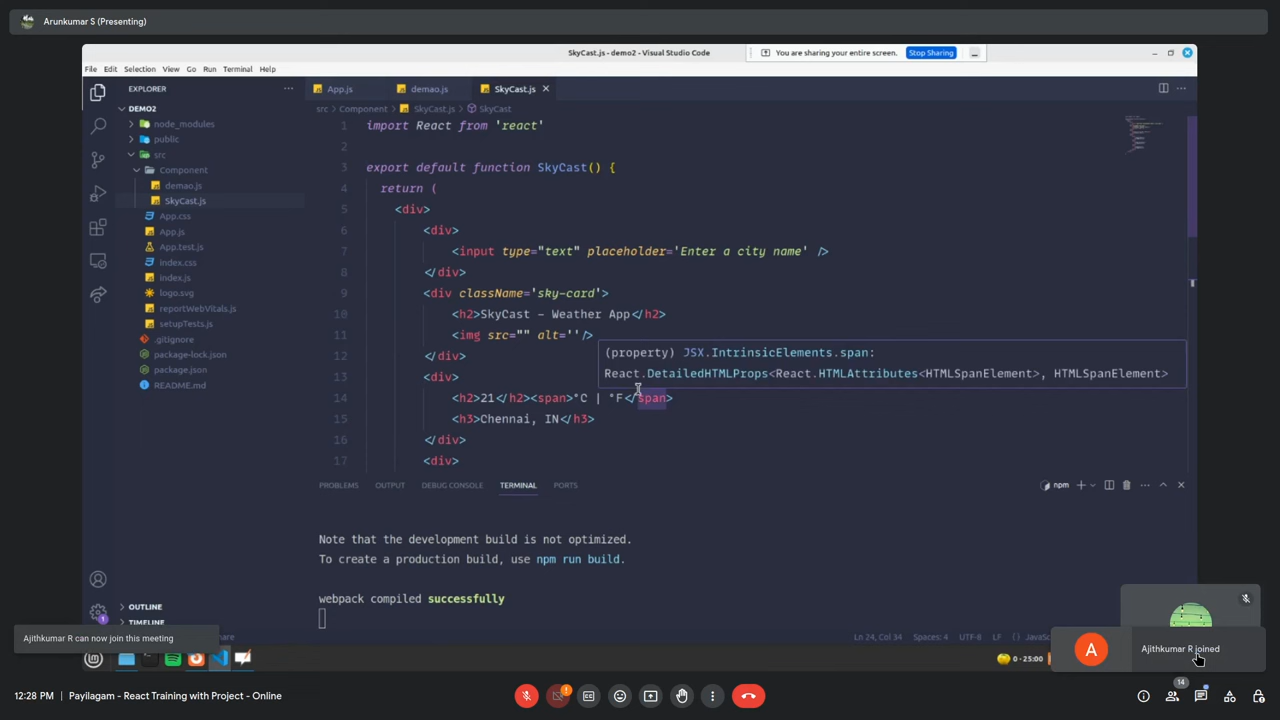 Arunkumar S (Presenting)
SkyCast.js - demo2 - Visual Studio Code
You are sharing your entire screen.
Stop Sharing
File Edit Selection View Go Run Terminal Help
EXPLORER
DEMO2
node_modules
public
src
Component
demao.js
SkyCast.js
App.css
App.js
App.test.js
index.css
index.js
logo.svg
reportWebVitals.js
setupTests.js
.gitignore
package-lock.json
package.json
README.md
OUTLINE
TIMELINE
App.js
demao.js
SkyCast.js
src > Component > SkyCast.js > SkyCast
1 import React from 'react'
2
3 export default function SkyCast() {
4 return (
5 <div>
6 <div>
7 <input type="text" placeholder='Enter a city name' />
8 </div>
9 <div className='sky-card'>
10 <h2>SkyCast - Weather App</h2>
11 <img src="" alt=''/>
12 </div>
(property) JSX.IntrinsicElements.span:
React.DetailedHTMLProps<React.HTMLAttributes<HTMLSpanElement>, HTMLSpanElement>
13 <div>
14 <h2>21</h2><span>°C | °F</span>
15 <h3>Chennai, IN</h3>
16 </div>
17 <div>
PROBLEMS OUTPUT DEBUG CONSOLE TERMINAL PORTS
npm
Note that the development build is not optimized.
To create a production build, use npm run build.
webpack compiled successfully
Ln 24, Col 34 Spaces: 4 UTF-8 LF
1
Ajithkumar R can now join this meeting
0 - 25:00
A
Ajithkumar R joined
12:28 PM | Payilagam - React Training with Project - Online
14